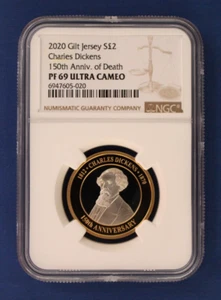 2020 Gilt Jersey S£2
Charles Dickens
150th Anniv. of Death
PF 69 ULTRA CAMEO
6947605-020
NUMISMATIC GUARANTY COMPANY
NGC
1812 • CHARLES DICKENS • 1870
150th ANNIVERSARY